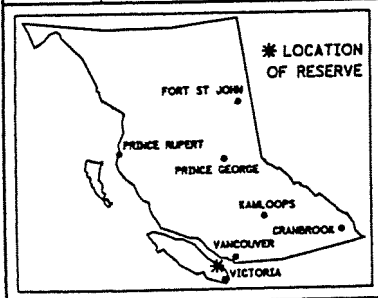 * LOCATION
OF RESERVE
FORT ST JOHN
PRINCE RUPERT
PRINCE GEORGE
KAMLOOPS
CRANBROOK
VANCOUVER
VICTORIA